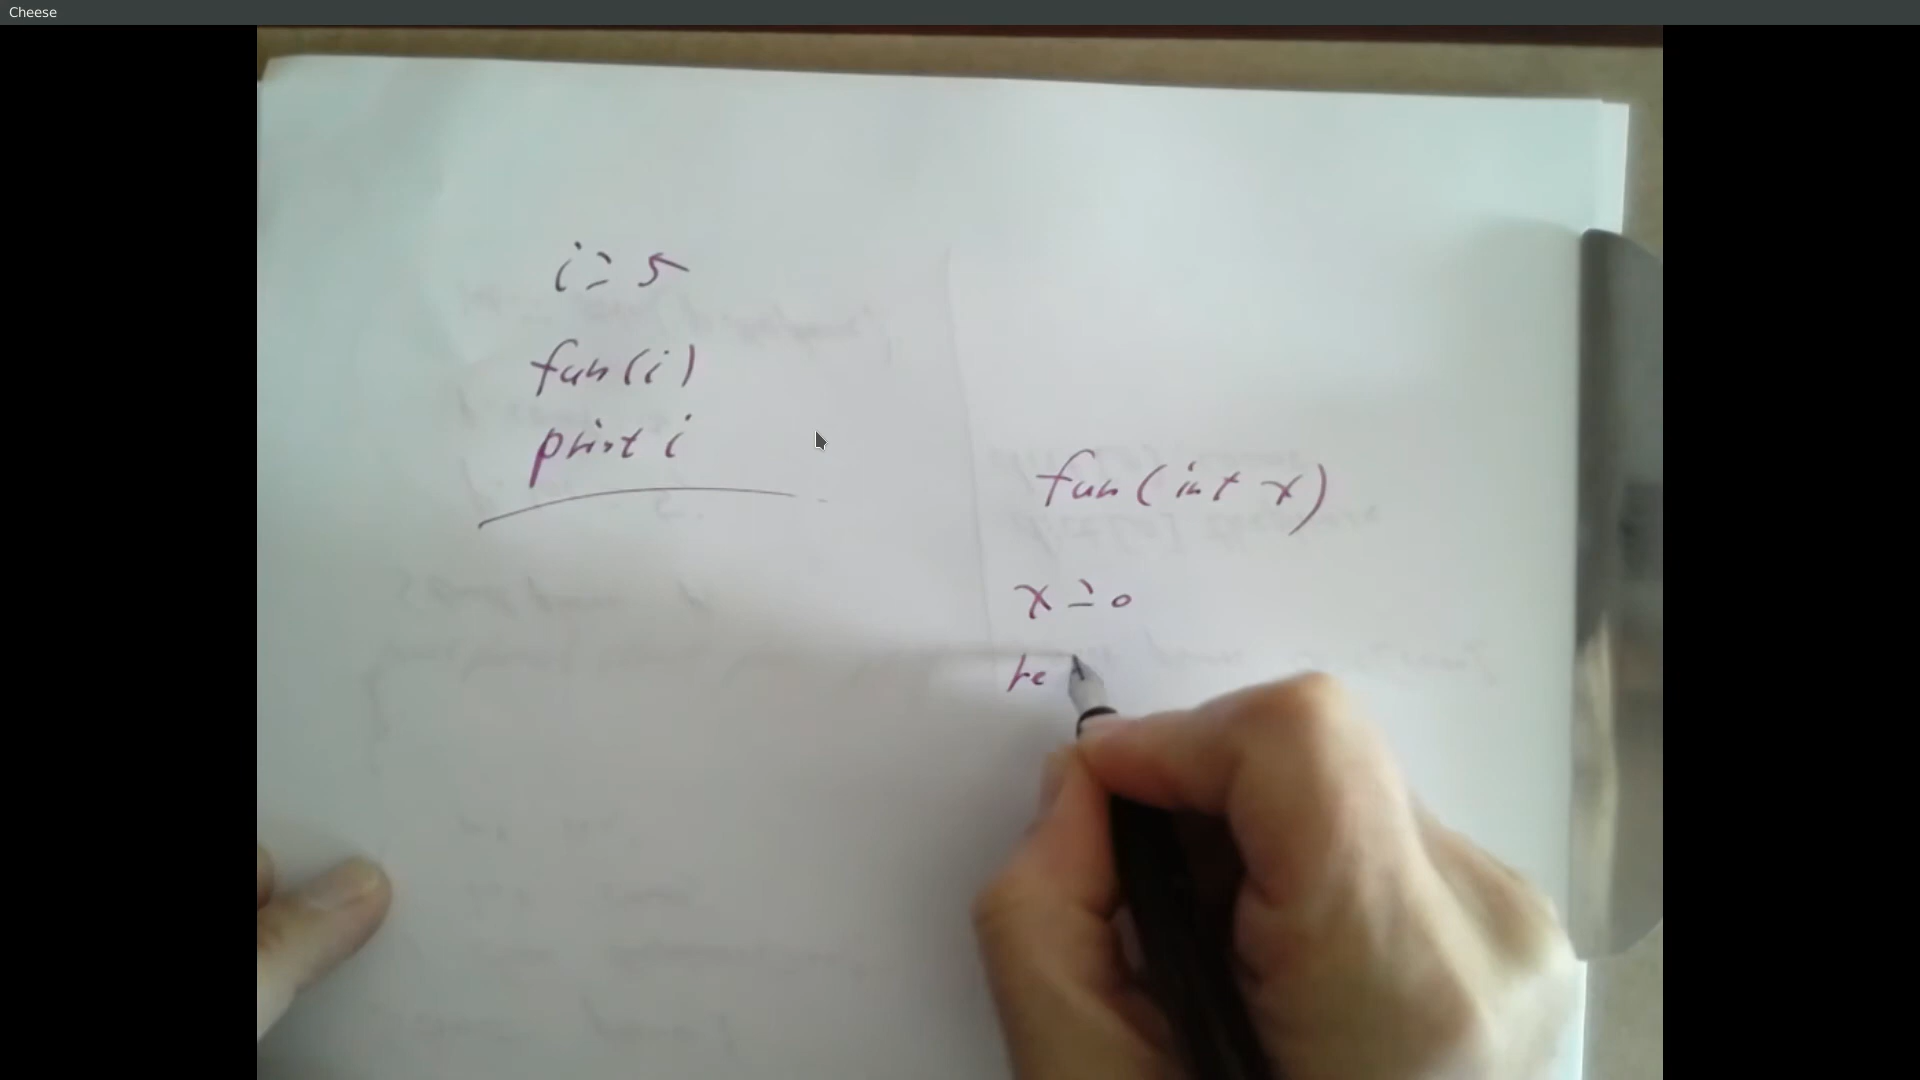 Cheese
i = 5
fun(i)
print i
fun(int x)
x = 0
re